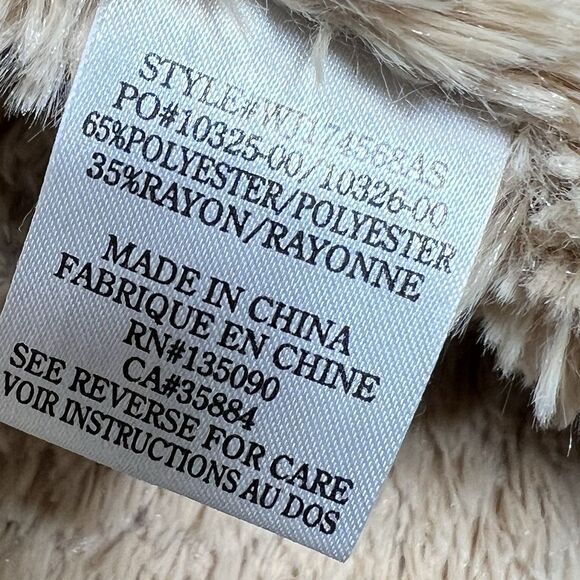 STYLE#WJ174568AS
PO#10325-00/10326-00
65%POLYESTER/POLYESTER
35%RAYON/RAYONNE
MADE IN CHINA
FABRIQUE EN CHINE
RN#135090
CA#35884
SEE REVERSE FOR CARE
VOIR INSTRUCTIONS AU DOS